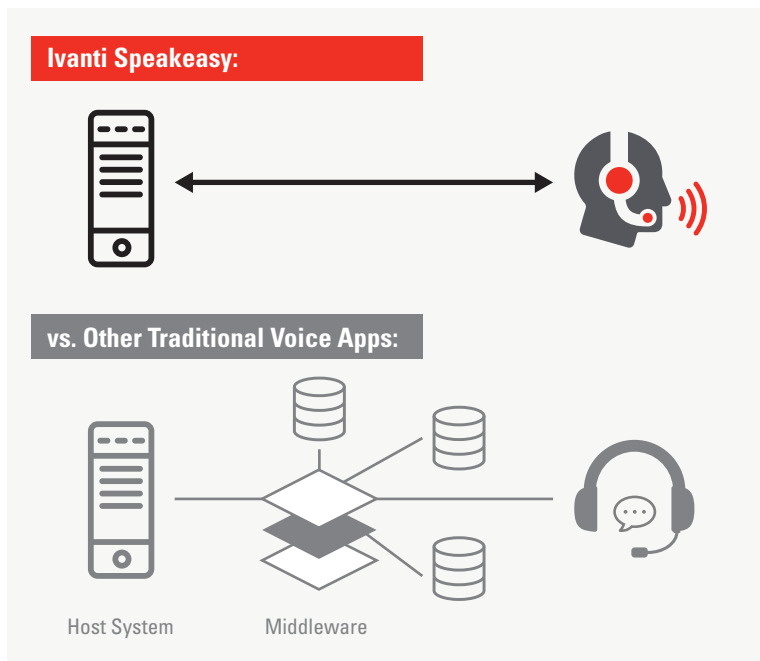 Ivanti Speakeasy:
vs. Other Traditional Voice Apps:
Host System
Middleware